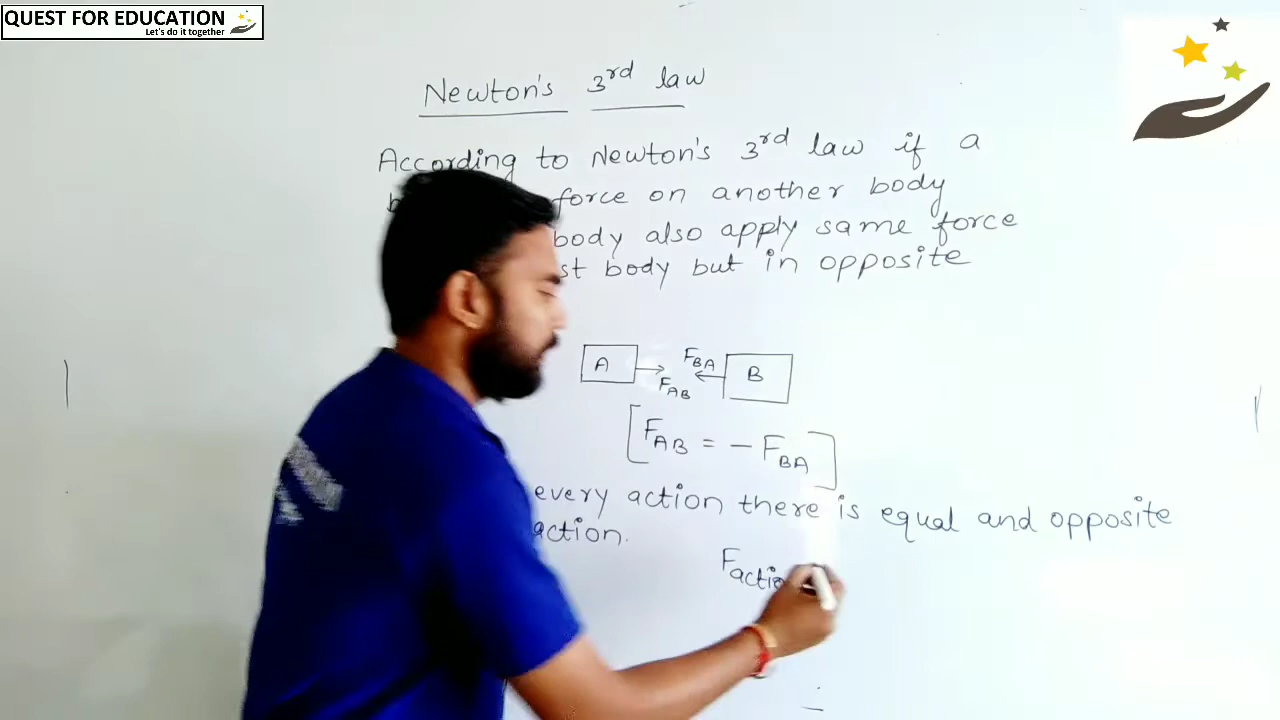 QUEST FOR EDUCATION
Let's do it together
Newton's 3rd law
According to Newton's 3rd law if a
force on another body
body also apply same force
st body but in opposite
A FAB FBA B
FAB = - FBA
every action there is equal and opposite
action.
Factio